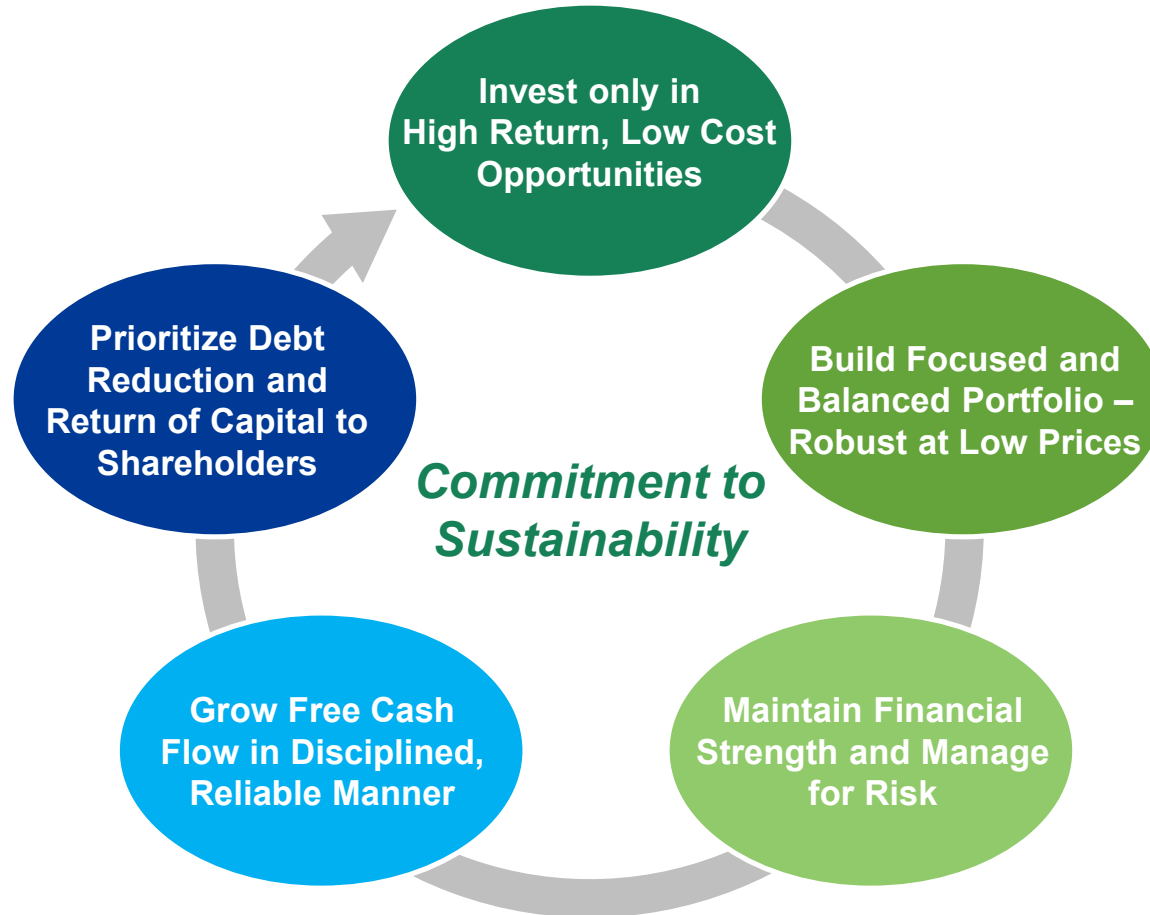 Invest only in
High Return, Low Cost
Opportunities
Build Focused and
Balanced Portfolio –
Robust at Low Prices
Maintain Financial
Strength and Manage
for Risk
Grow Free Cash
Flow in Disciplined,
Reliable Manner
Prioritize Debt
Reduction and
Return of Capital to
Shareholders
Commitment to
Sustainability